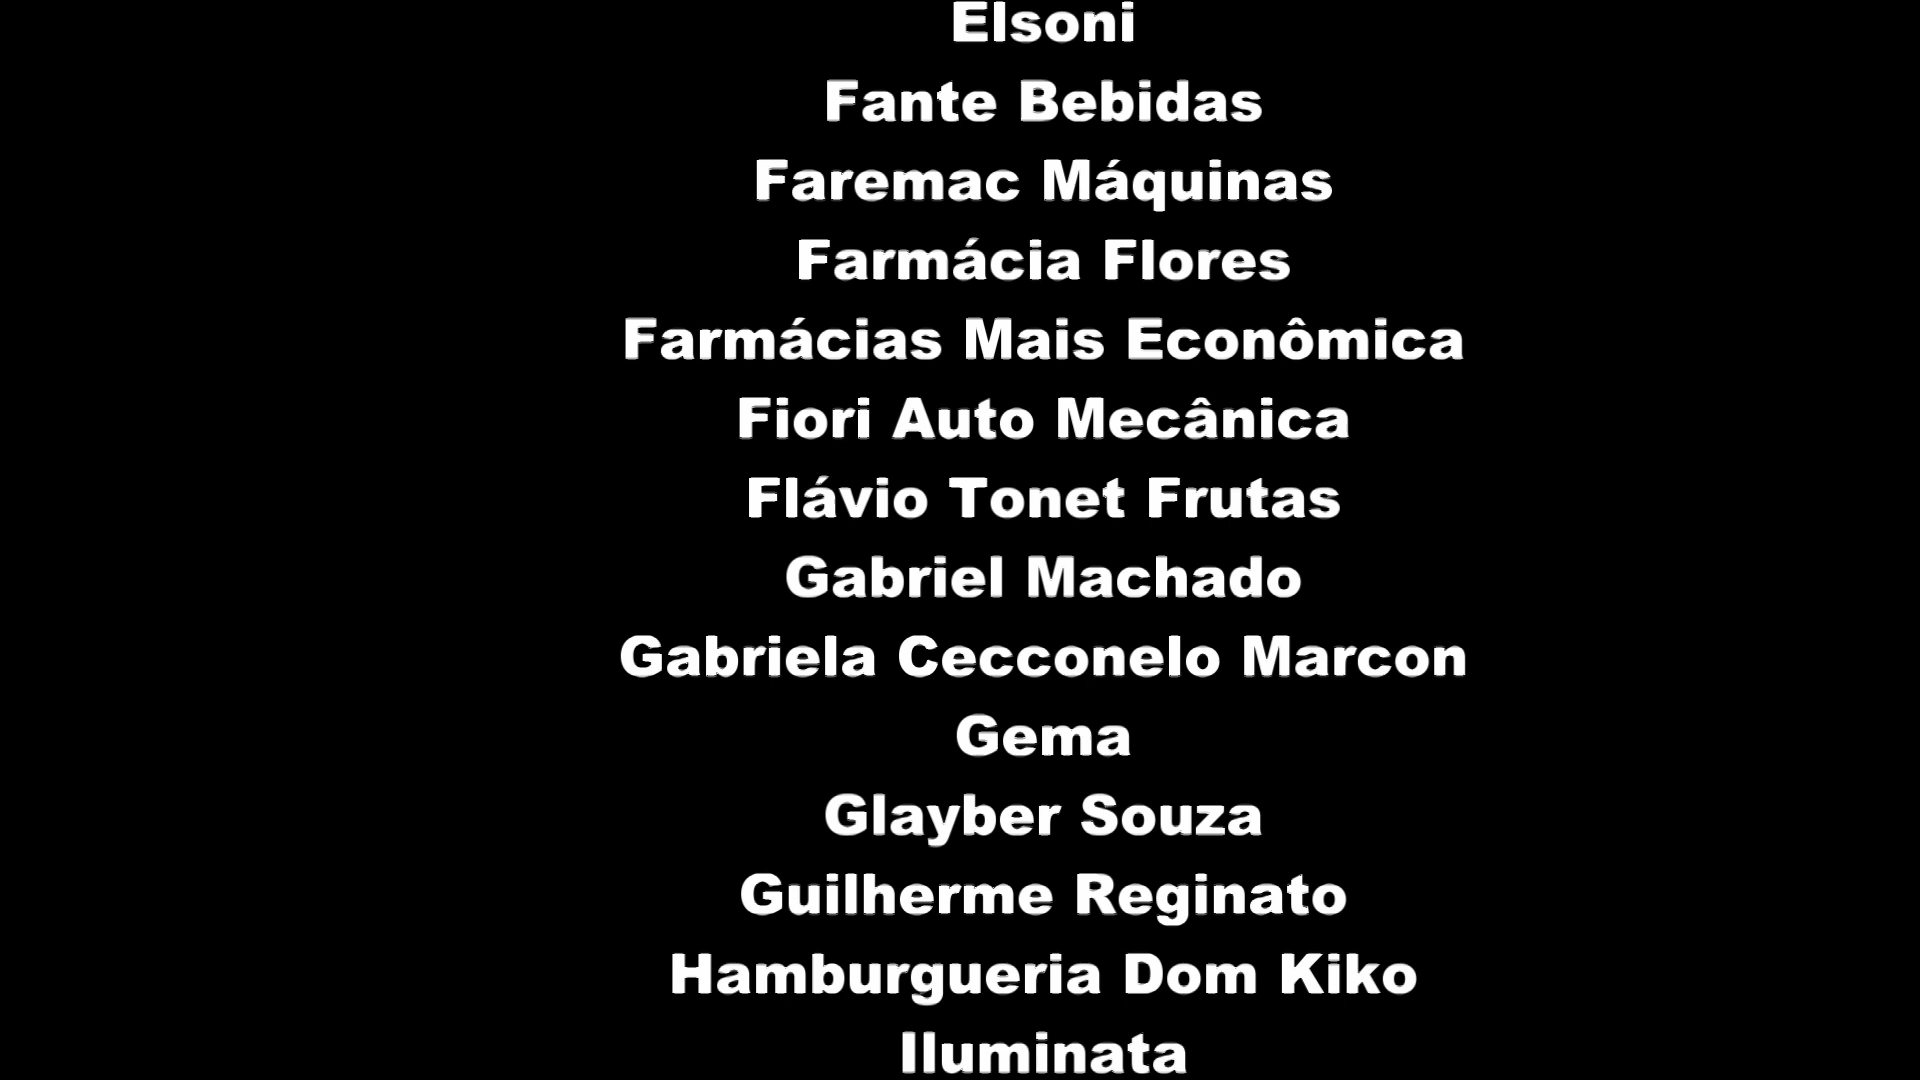 Elsoni
Fante Bebidas
Faremac Máquinas
Farmácia Flores
Farmácias Mais Econômica
Fiori Auto Mecânica
Flávio Tonet Frutas
Gabriel Machado
Gabriela Cecconelo Marcon
Gema
Glayber Souza
Guilherme Reginato
Hamburgueria Dom Kiko
Iluminata